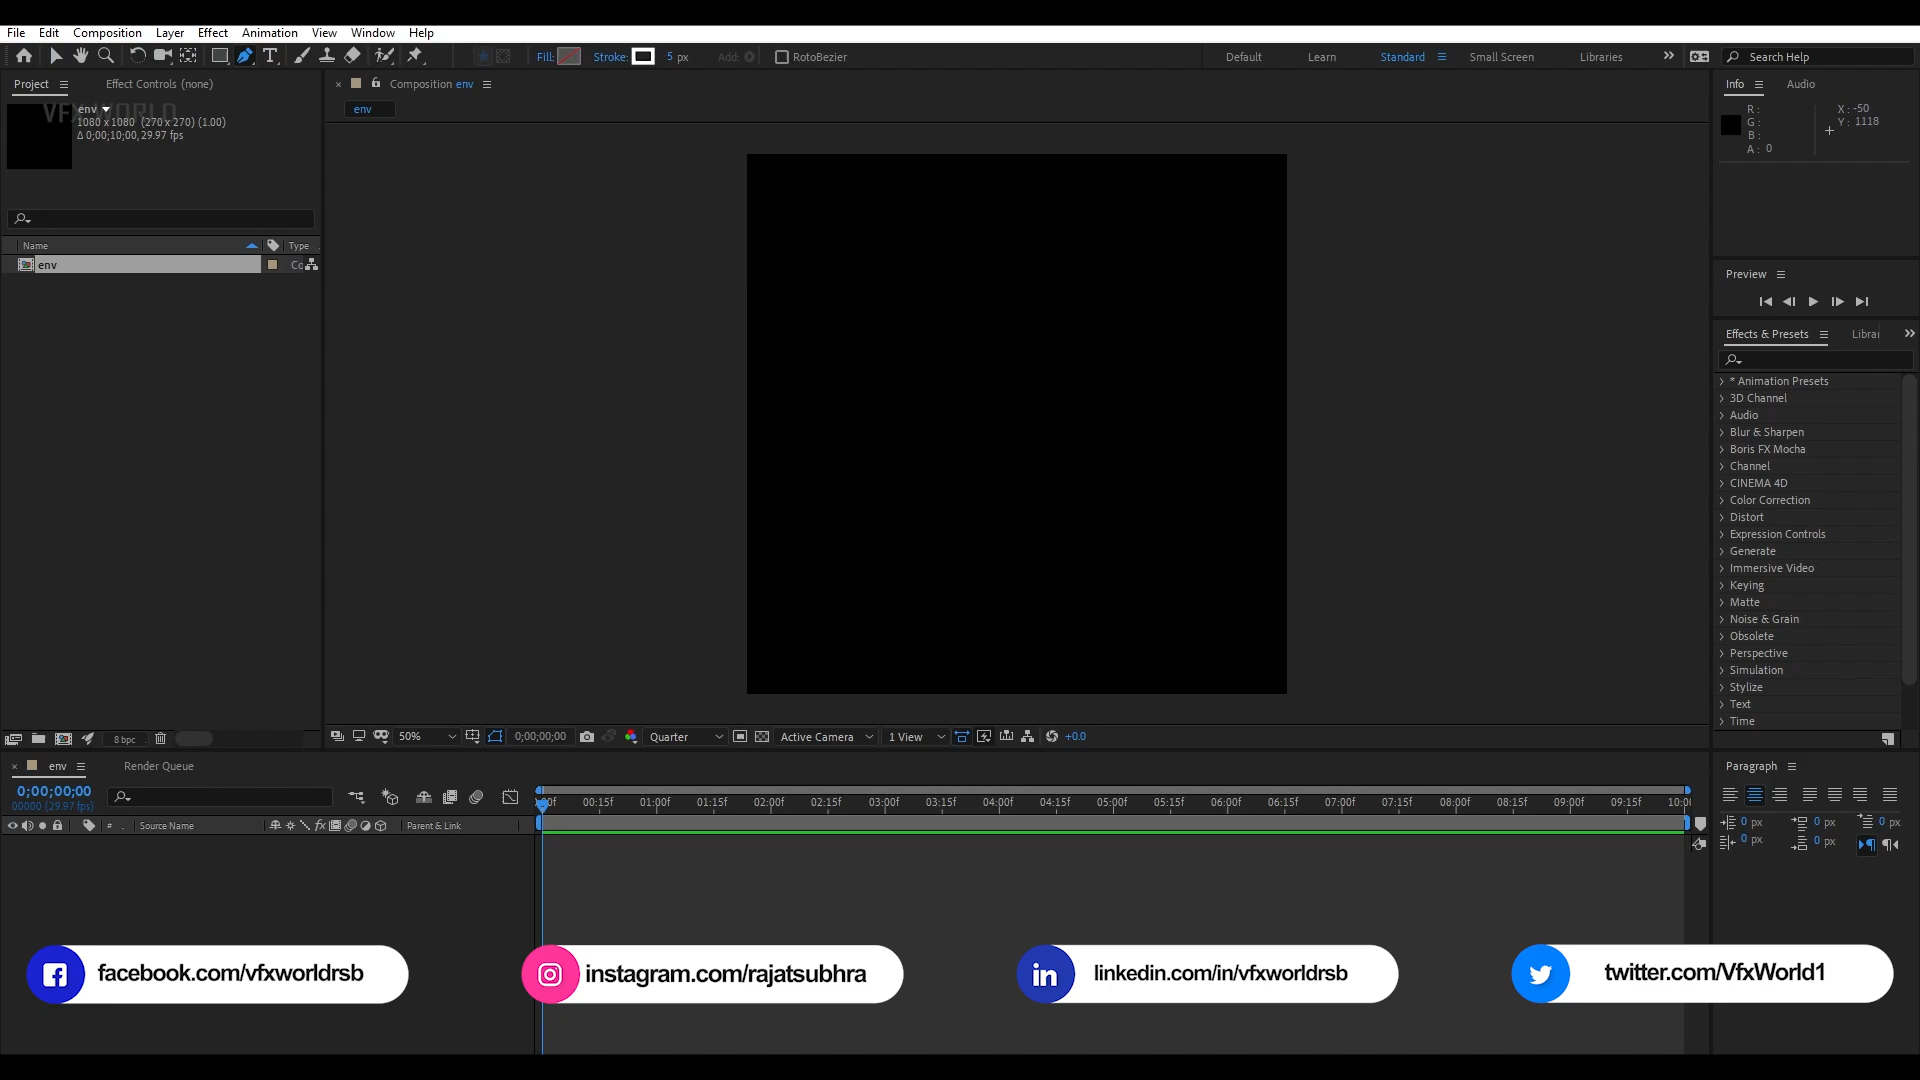 File Edit Composition Layer Effect Animation View Window Help
Fill: Stroke: 5 px Add: RotoBezier Default Learn Standard Small Screen Libraries Search Help
Project Effect Controls (none)
VFX WORLD
env
1080 x 1080 (270 x 270) (1.00)
Δ 0;00;10;00, 29.97 fps
Name Type
env Co
8 bpc
Composition env
env
50% 0;00;00;00 Quarter Active Camera 1 View +0.0
Info Audio
R :
G :
B :
A : 0
X : -50
Y : 1118
Preview
Effects & Presets Librar
* Animation Presets
3D Channel
Audio
Blur & Sharpen
Boris FX Mocha
Channel
CINEMA 4D
Color Correction
Distort
Expression Controls
Generate
Immersive Video
Keying
Matte
Noise & Grain
Obsolete
Perspective
Simulation
Stylize
Text
Time
env Render Queue
0;00;00;00
00000 (29.97 fps)
# . Source Name fx Parent & Link
00f 00:15f 01:00f 01:15f 02:00f 02:15f 03:00f 03:15f 04:00f 04:15f 05:00f 05:15f 06:00f 06:15f 07:00f 07:15f 08:00f 08:15f 09:00f 09:15f 10:0
Paragraph
0 px 0 px 0 px
0 px 0 px
facebook.com/vfxworldrsb
instagram.com/rajatsubhra
in linkedin.com/in/vfxworldrsb
twitter.com/VfxWorld1